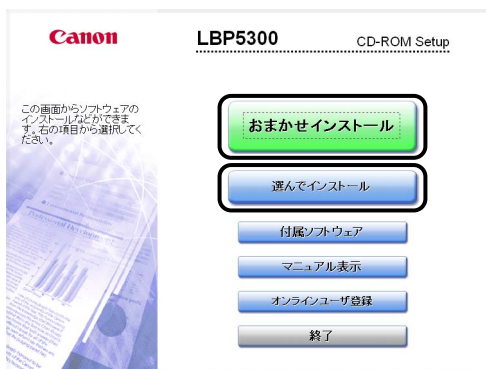 Canon
LBP5300
CD-ROM Setup
この画面からソフトウェアの
インストールなどができま
す。右の項目から選択してく
ださい。
おまかせインストール
選んでインストール
付属ソフトウェア
マニュアル表示
オンラインユーザ登録
終了